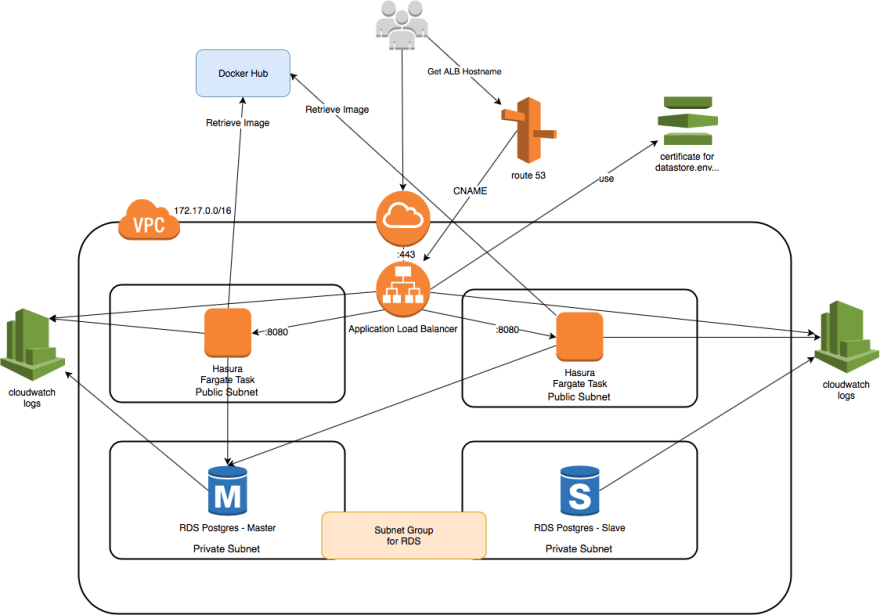 Get ALB Hostname
Docker Hub
Retrieve Image
Retrieve Image
route 53
certificate for
datastore.env...
use
CNAME
172.17.0.0/16
VPC
:443
Application Load Balancer
:8080
:8080
Hasura
Fargate Task
Public Subnet
Hasura
Fargate Task
Public Subnet
cloudwatch
logs
cloudwatch
logs
M
RDS Postgres - Master
Private Subnet
S
RDS Postgres - Slave
Private Subnet
Subnet Group
for RDS